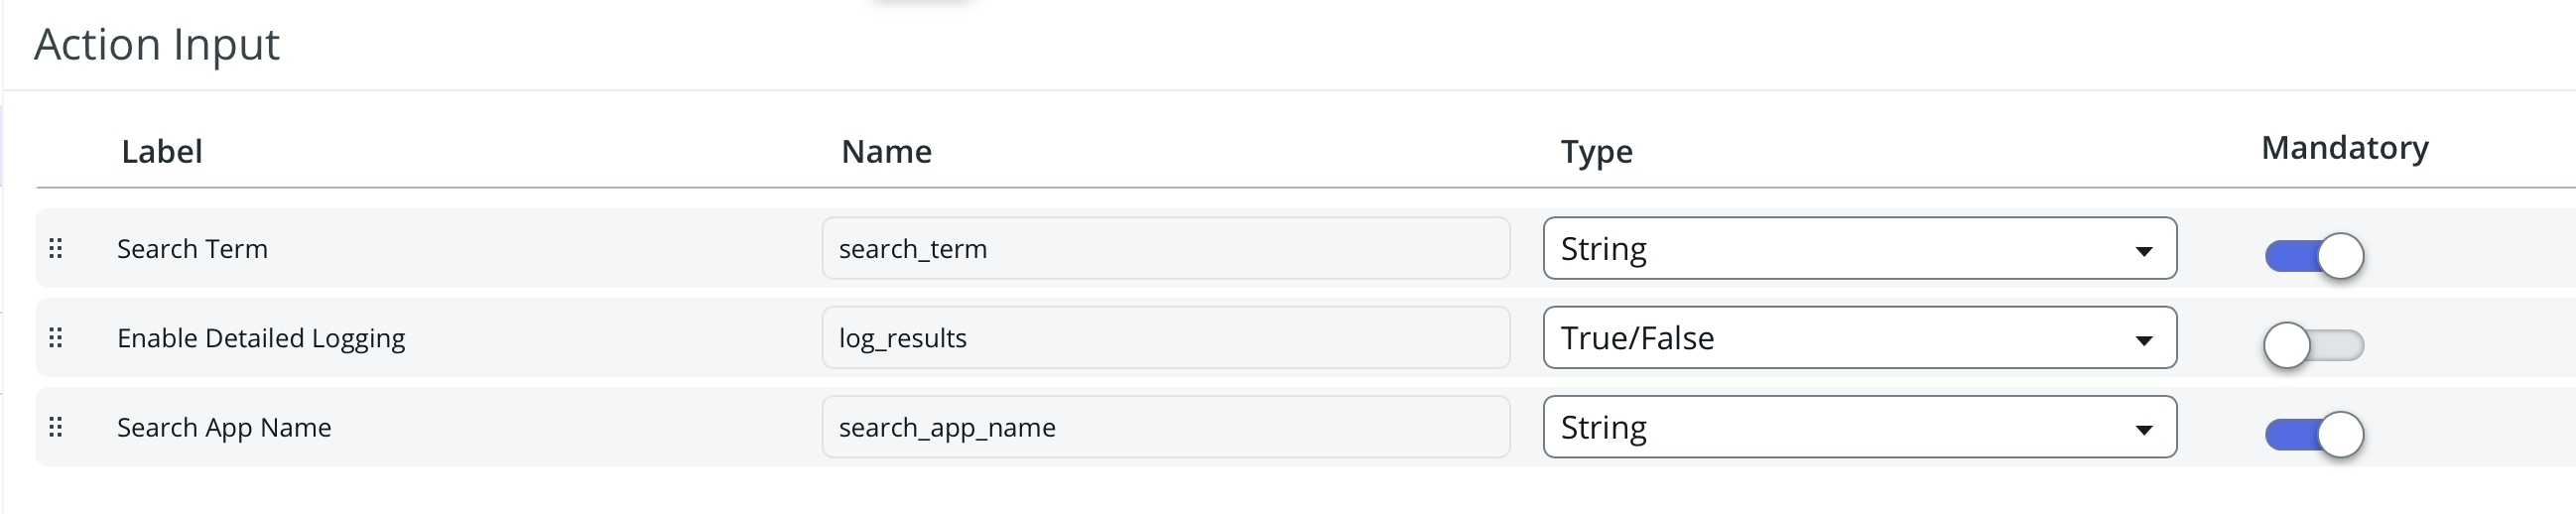 Action Input
Label Name Type Mandatory
Search Term search_term String
Enable Detailed Logging log_results True/False
Search App Name search_app_name String